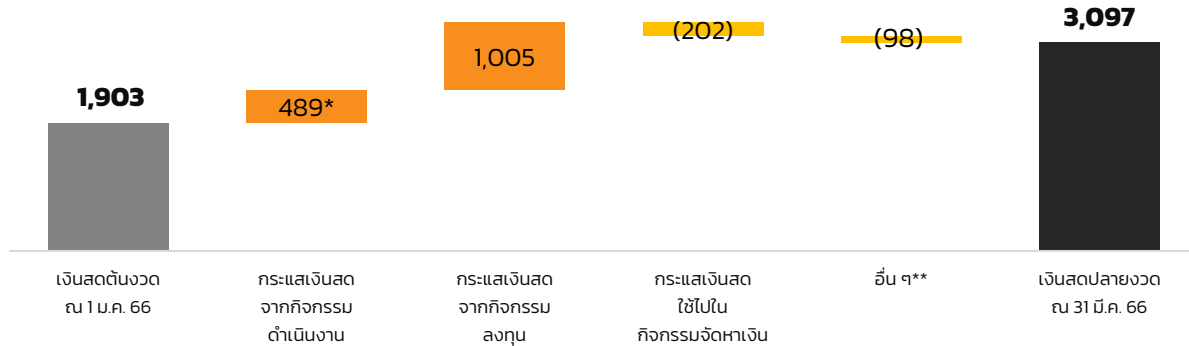 1,903
489*
1,005
(202)
(98)
3,097
เงินสดต้นงวด
ณ 1 ม.ค. 66
กระแสเงินสด
จากกิจกรรม
ดำเนินงาน
กระแสเงินสด
จากกิจกรรม
ลงทุน
กระแสเงินสด
ใช้ไปใน
กิจกรรมจัดหาเงิน
อื่น ๆ**
เงินสดปลายงวด
ณ 31 มี.ค. 66